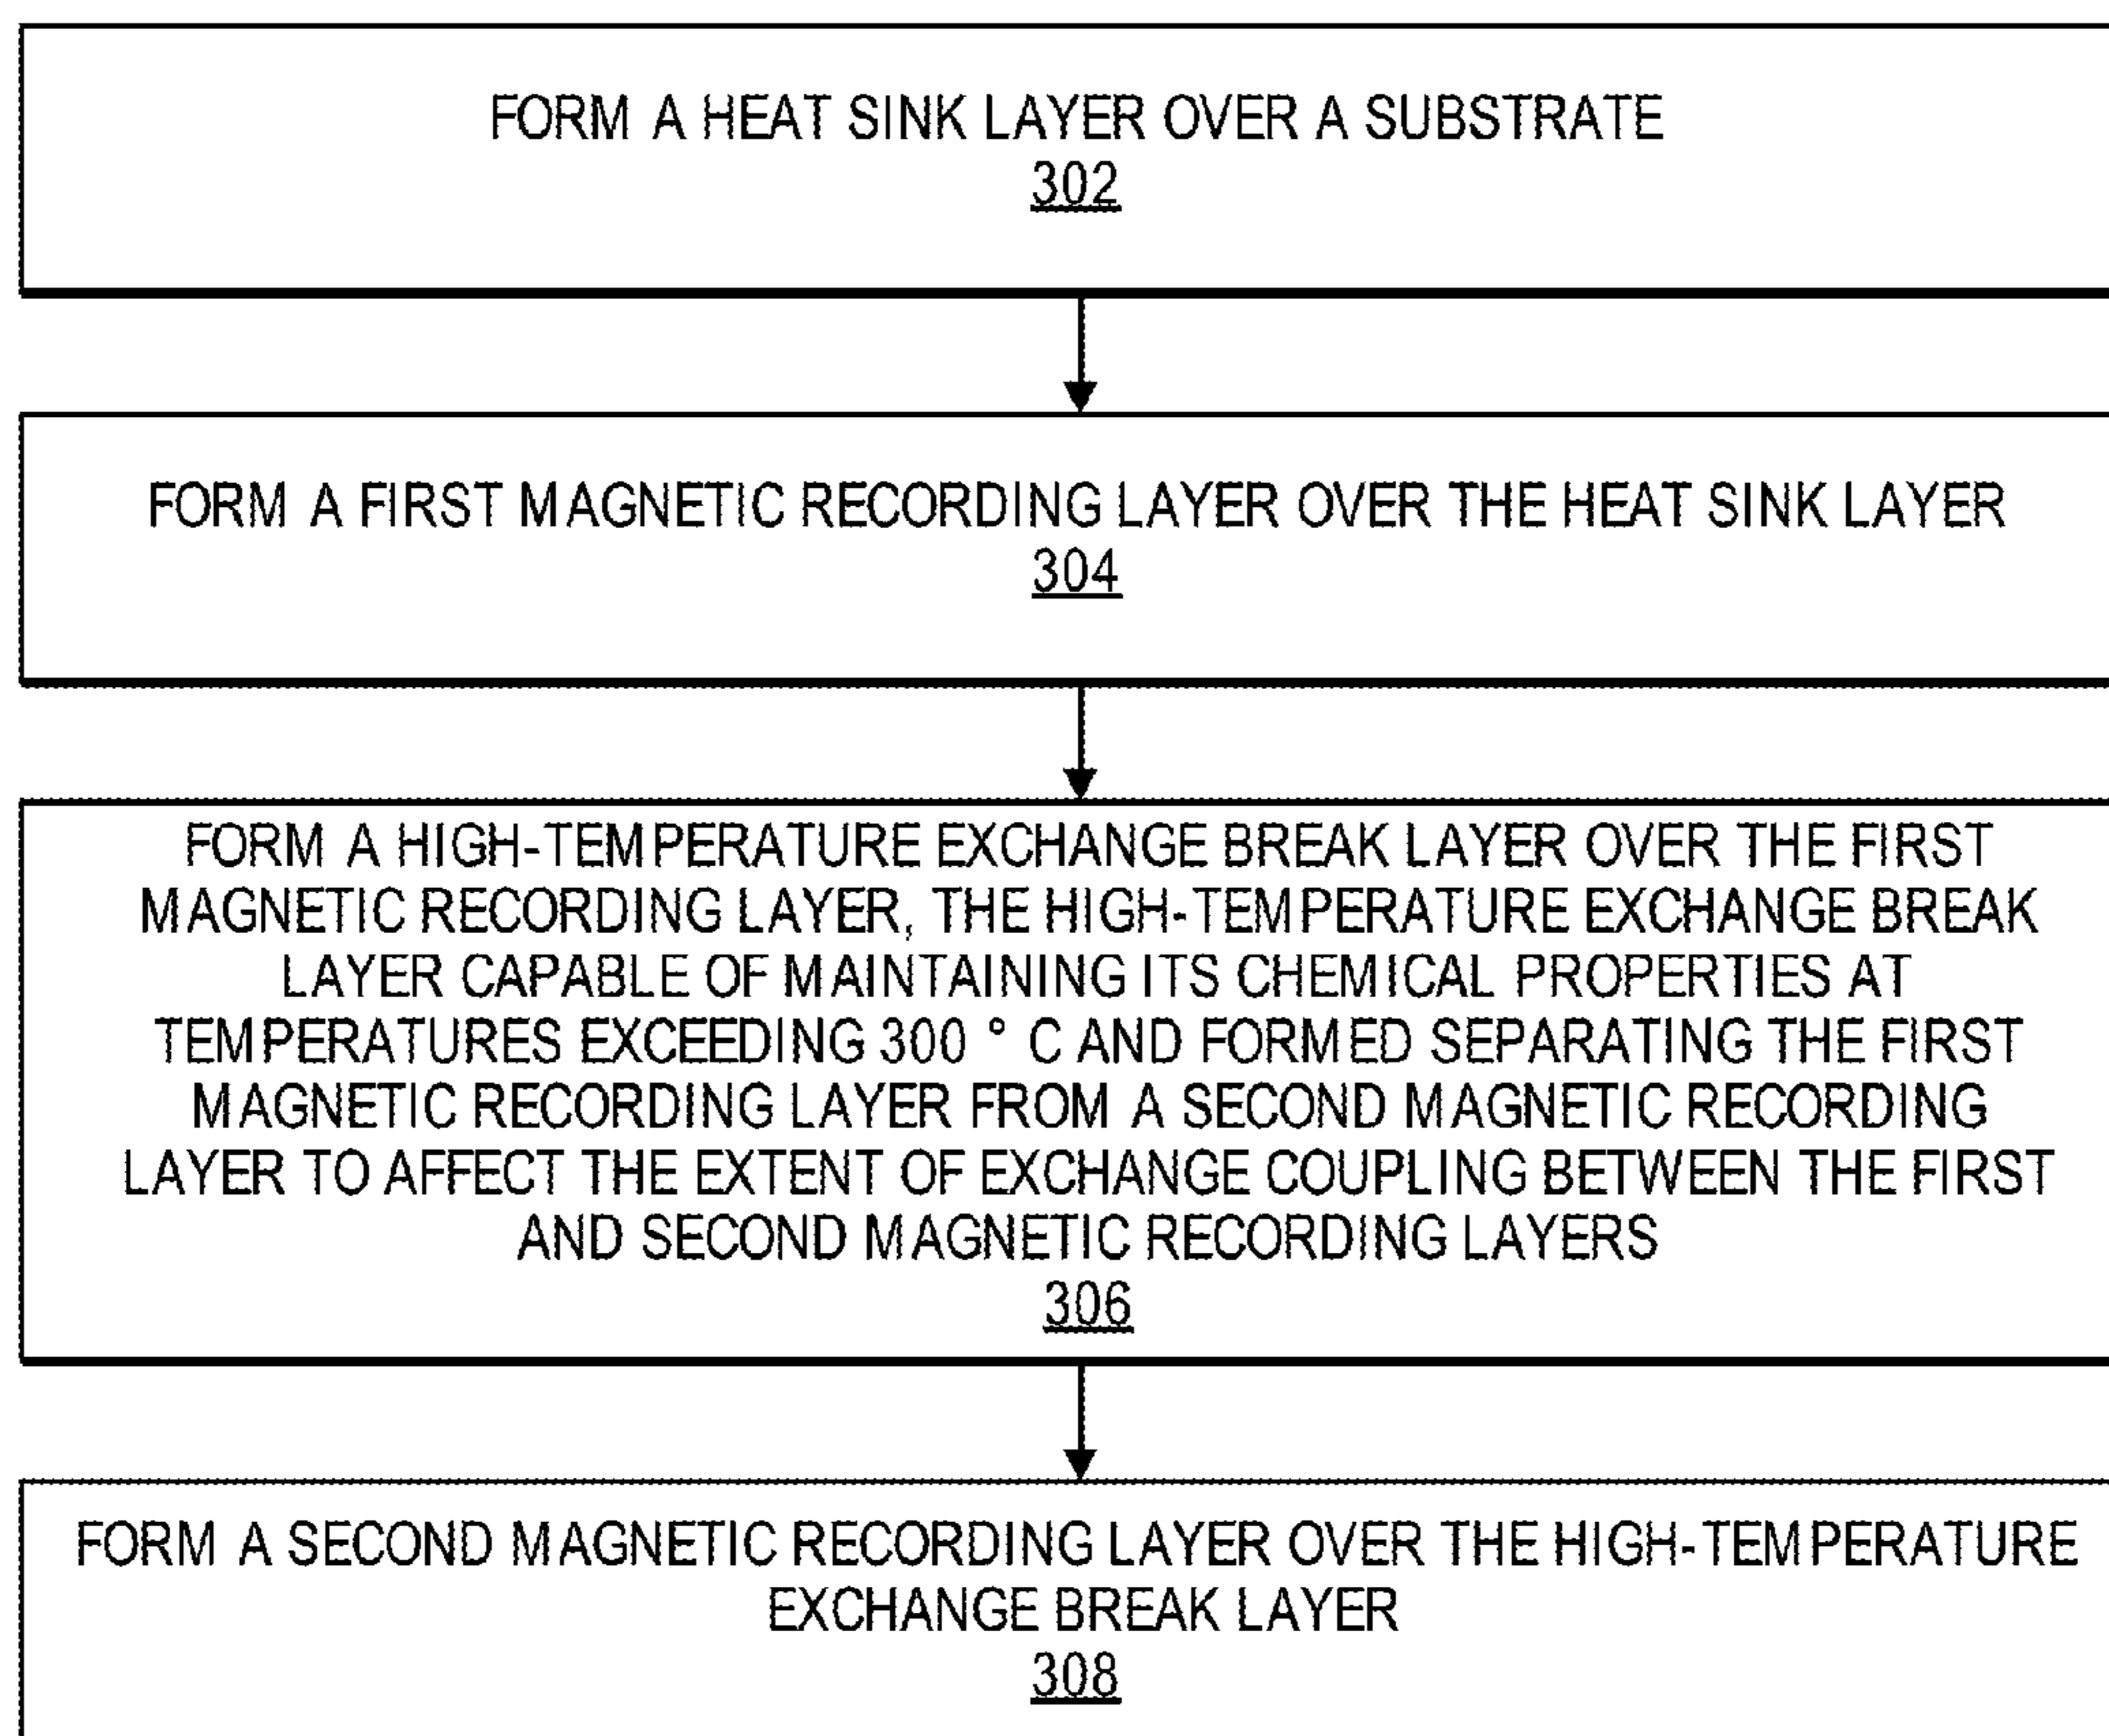 FORM A HEAT SINK LAYER OVER A SUBSTRATE
302
FORM A FIRST MAGNETIC RECORDING LAYER OVER THE HEAT SINK LAYER
304
FORM A HIGH-TEMPERATURE EXCHANGE BREAK LAYER OVER THE FIRST
MAGNETIC RECORDING LAYER, THE HIGH-TEMPERATURE EXCHANGE BREAK
LAYER CAPABLE OF MAINTAINING ITS CHEMICAL PROPERTIES AT
TEMPERATURES EXCEEDING 300 ° C AND FORMED SEPARATING THE FIRST
MAGNETIC RECORDING LAYER FROM A SECOND MAGNETIC RECORDING
LAYER TO AFFECT THE EXTENT OF EXCHANGE COUPLING BETWEEN THE FIRST
AND SECOND MAGNETIC RECORDING LAYERS
306
FORM A SECOND MAGNETIC RECORDING LAYER OVER THE HIGH-TEMPERATURE
EXCHANGE BREAK LAYER
308